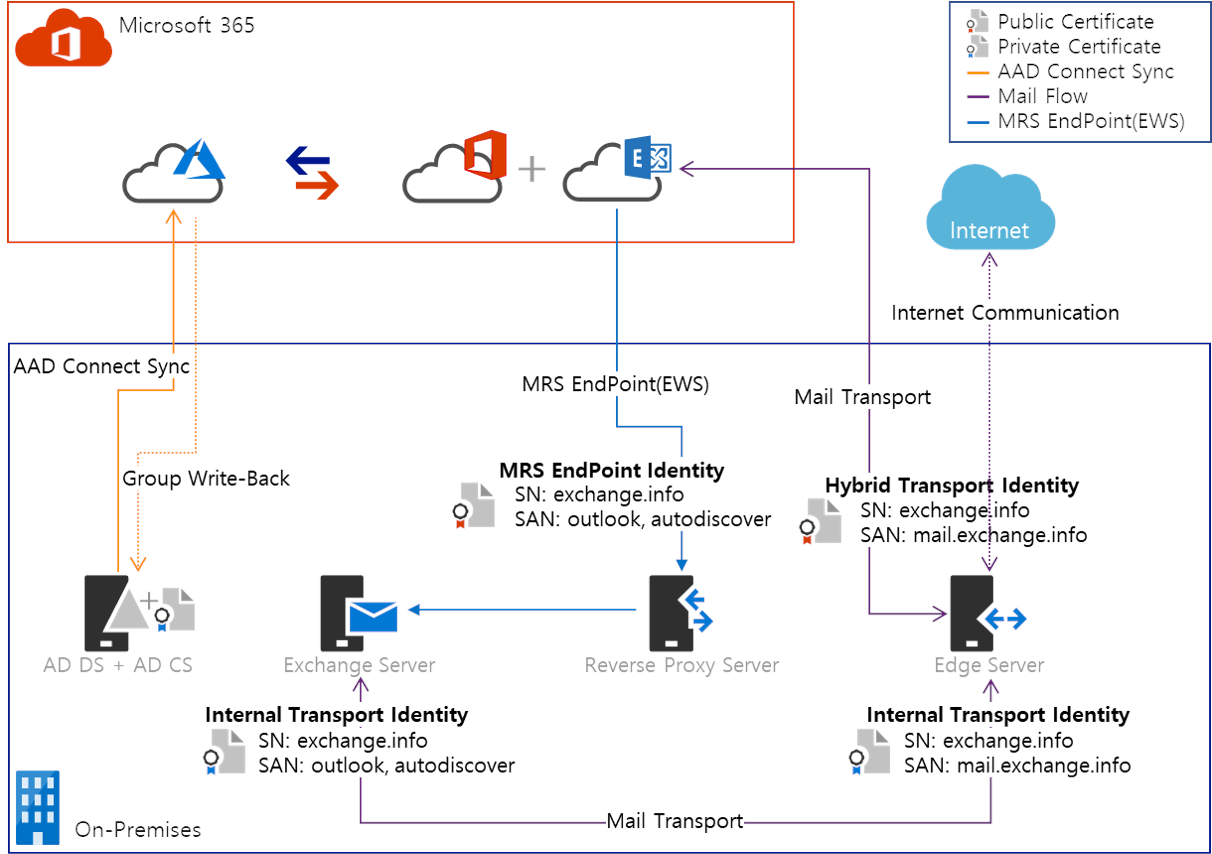 Microsoft 365
Public Certificate
Private Certificate
AAD Connect Sync
Mail Flow
MRS EndPoint(EWS)
E
Internet
Internet Communication
AAD Connect Sync
MRS EndPoint(EWS)
Mail Transport
Group Write-Back
MRS EndPoint Identity
SN: exchange.info
SAN: outlook, autodiscover
Hybrid Transport Identity
SN: exchange.info
SAN: mail.exchange.info
AD DS + AD CS
Exchange Server
Reverse Proxy Server
Edge Server
Internal Transport Identity
SN: exchange.info
SAN: outlook, autodiscover
Internal Transport Identity
SN: exchange.info
SAN: mail.exchange.info
Mail Transport
On-Premises